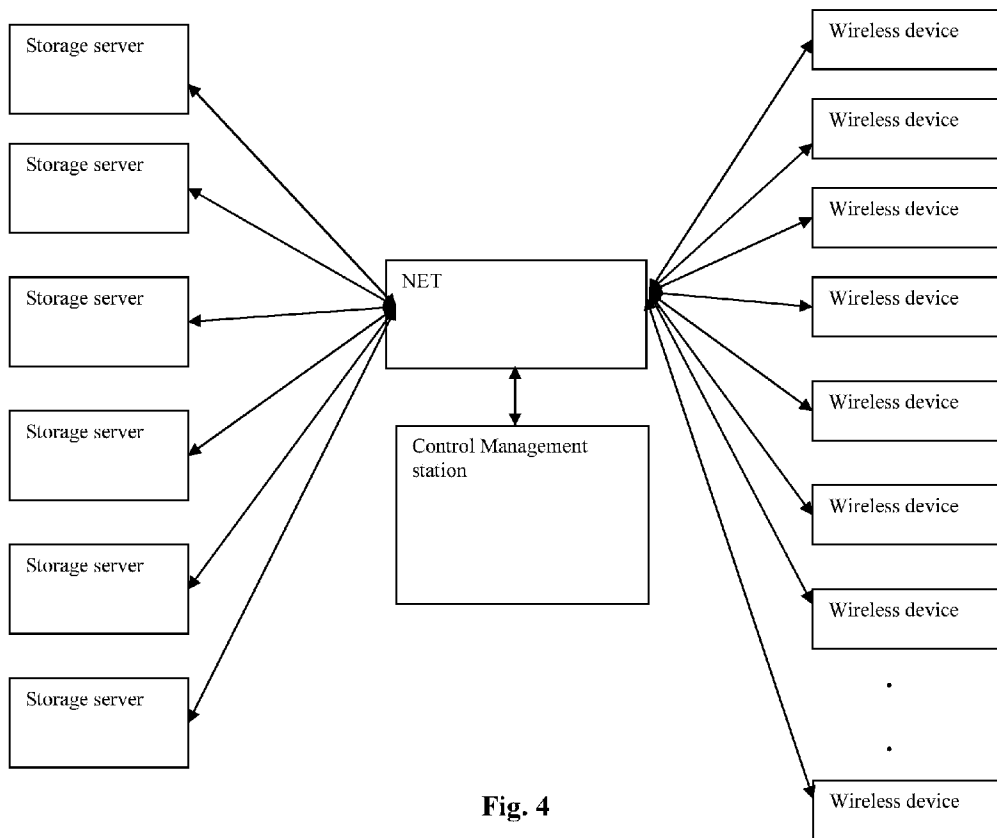 Storage server
Storage server
Storage server
Storage server
Storage server
Storage server
NET
Control Management
station
Wireless device
Wireless device
Wireless device
Wireless device
Wireless device
Wireless device
Wireless device
.
.
Wireless device
Fig. 4